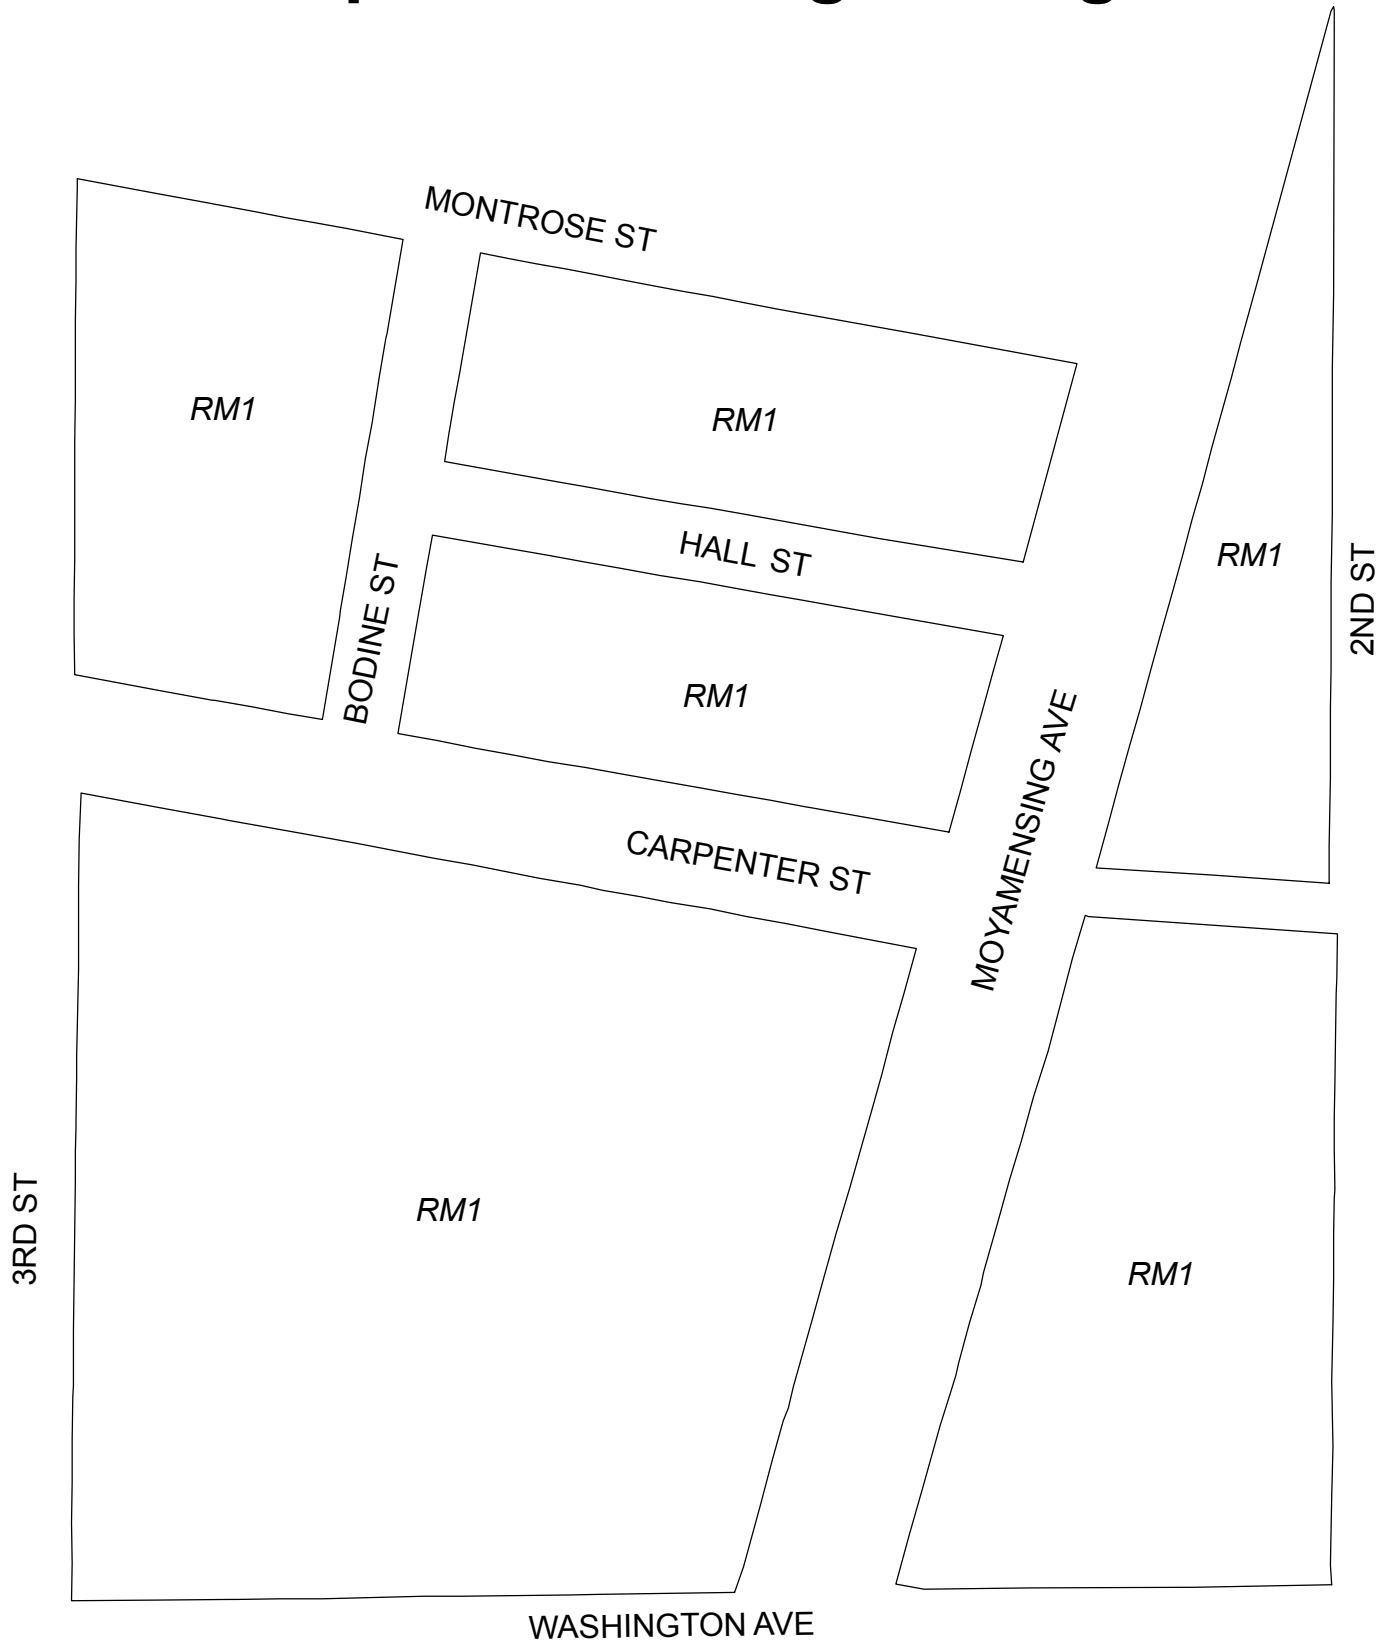 MONTROSE ST
RM1
RM1
HALL ST
RM1
2ND ST
BODINE ST
RM1
MOYAMENSING AVE
CARPENTER ST
3RD ST
RM1
RM1
WASHINGTON AVE